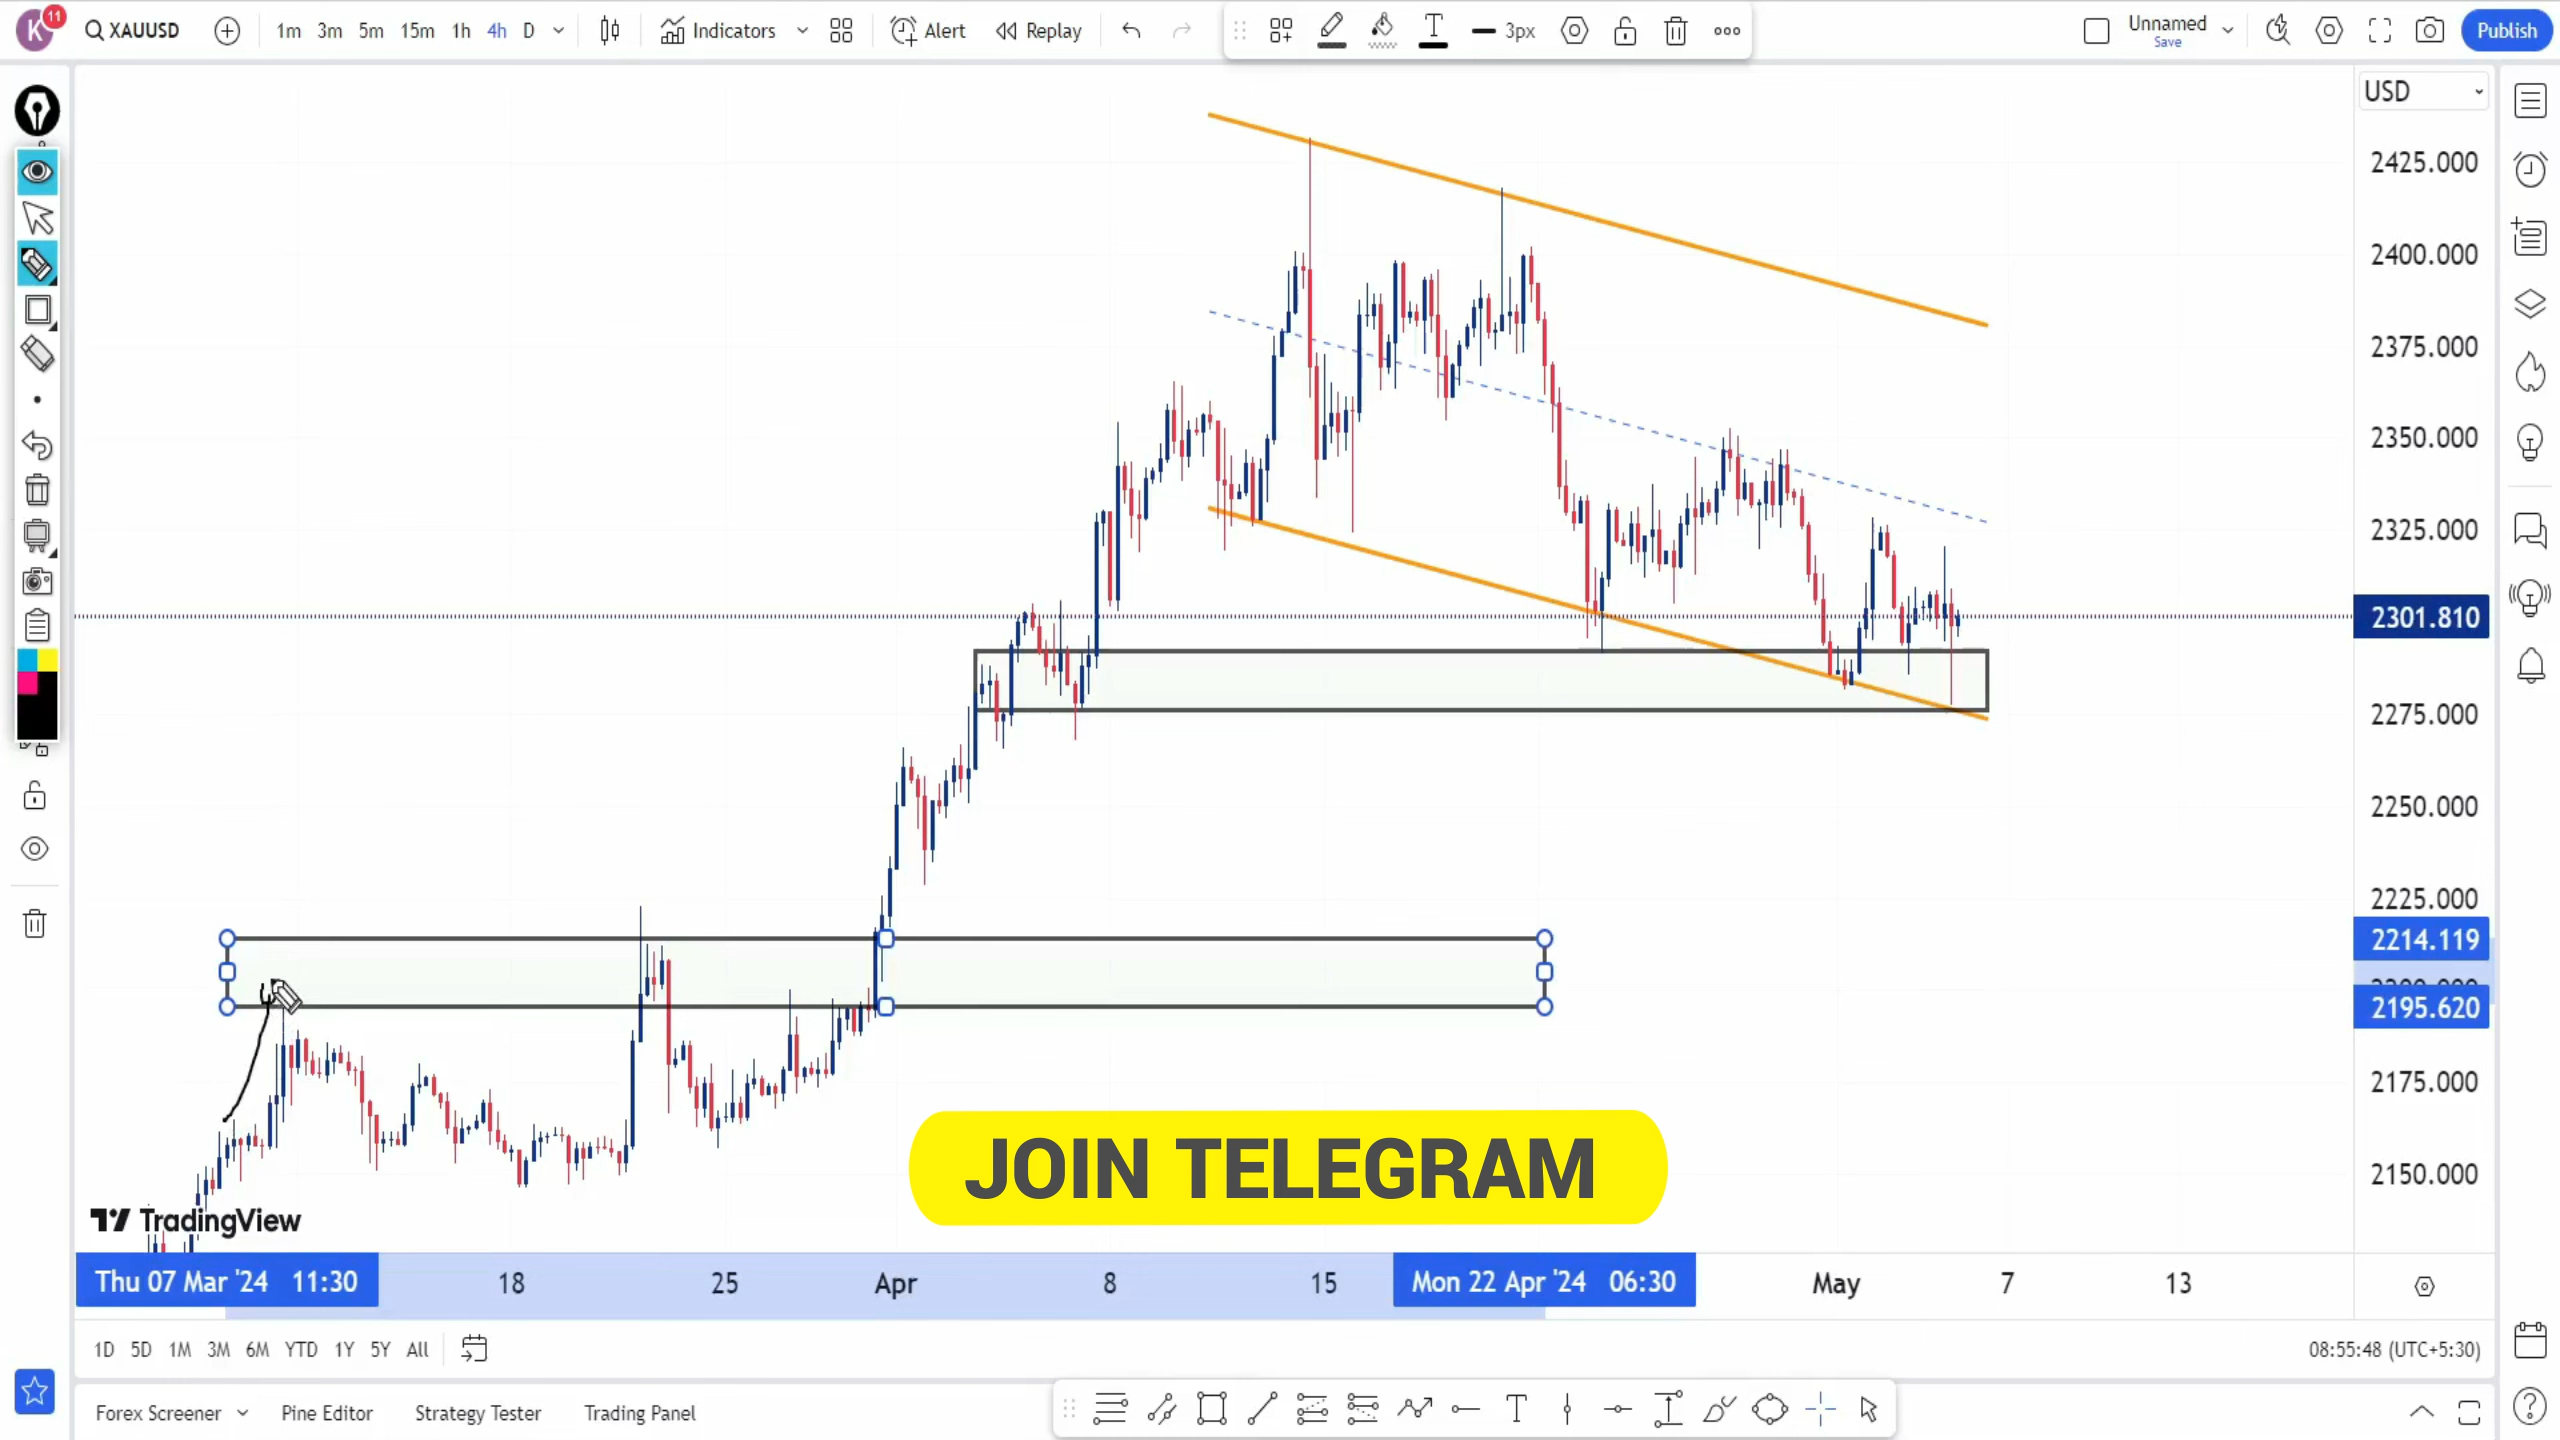 K 11 XAUUSD 1m 3m 5m 15m 1h 4h D Indicators Alert Replay T 3px Unnamed Save Publish
USD
2425.000
2400.000
2375.000
2350.000
2325.000
2301.810
2275.000
2250.000
2225.000
2214.119
2195.620
2175.000
2150.000
JOIN TELEGRAM
TradingView
Thu 07 Mar '24 11:30 18 25 Apr 8 15 Mon 22 Apr '24 06:30 May 7 13
1D 5D 1M 3M 6M YTD 1Y 5Y All 08:55:48 (UTC+5:30)
Forex Screener Pine Editor Strategy Tester Trading Panel T